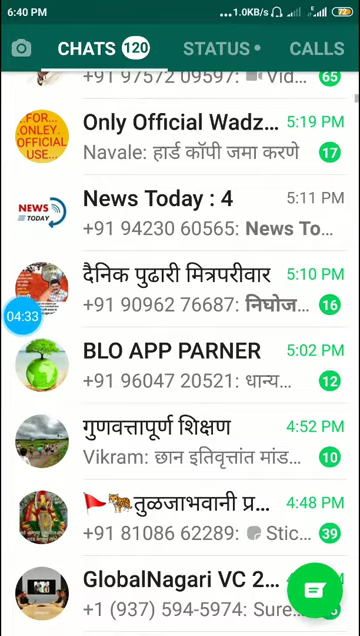 6:40 PM ...1.0KB/s 72
CHATS 120 STATUS • CALLS
+91 97572 09597: Vid... 65
Only Official Wadz... 5:19 PM
FOR...
ONLEY
OFFICIAL
USE...
Navale: हार्ड कॉपी जमा करणे 17
News Today : 4 5:11 PM
NEWS
TODAY
+91 94230 60565: News To...
दैनिक पुढारी मित्रपरीवार 5:10 PM
+91 90962 76687: निघोज... 16
04:33
BLO APP PARNER 5:02 PM
+91 96047 20521: धान्य... 12
गुणवत्तापूर्ण शिक्षण 4:52 PM
Vikram: छान इतिवृत्तांत मांड... 10
🚩🐅तुळजाभवानी प्र... 4:48 PM
+91 81086 62289: Stic... 39
GlobalNagari VC 2...
+1 (937) 594-5974: Sure...